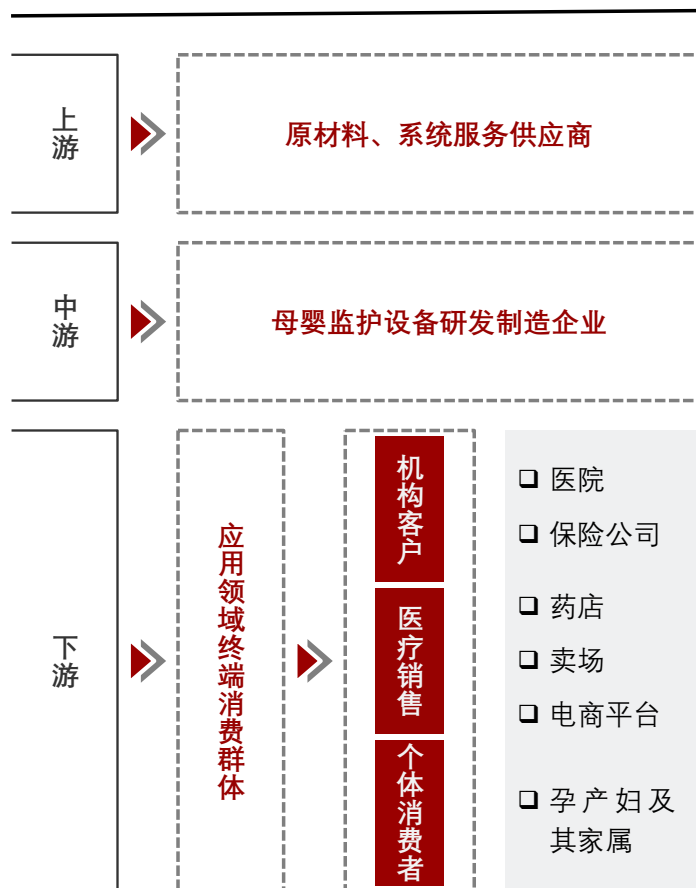 上游
原材料、系统服务供应商
中游
母婴监护设备研发制造企业
下游
应用领域终端消费群体
机构客户
❑ 医院
❑ 保险公司
医疗销售
❑ 药店
❑ 卖场
❑ 电商平台
个体消费者
❑ 孕产妇及
其家属